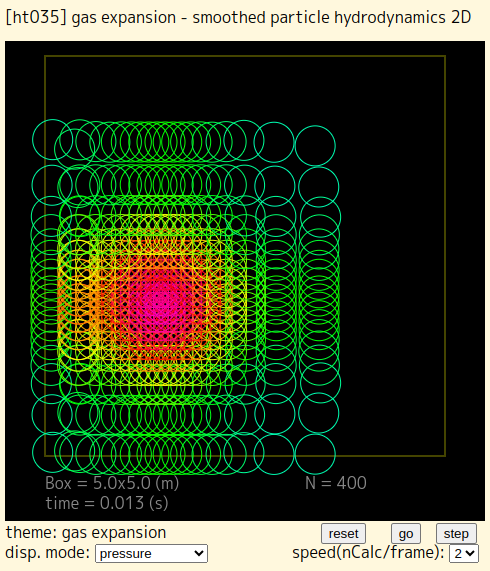 [ht035] gas expansion - smoothed particle hydrodynamics 2D
Box = 5.0x5.0 (m) N = 400
time = 0.013 (s)
theme: gas expansion reset go step
disp. mode: pressure speed(nCalc/frame): 2